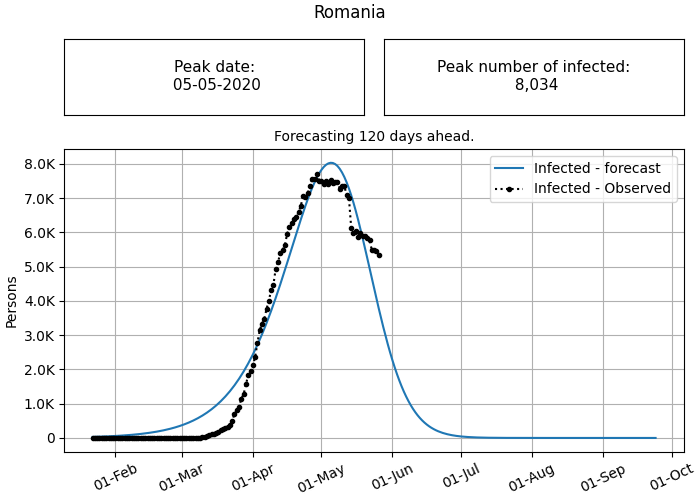 Romania
Peak date:
05-05-2020
Peak number of infected:
8,034
Forecasting 120 days ahead.
8.0K
7.0K
6.0K
5.0K
4.0K
3.0K
2.0K
1.0K
0
Persons
Infected - forecast
Infected - Observed
01-Feb
01-Mar
01-Apr
01-May
01-Jun
01-Jul
01-Aug
01-Sep
01-Oct